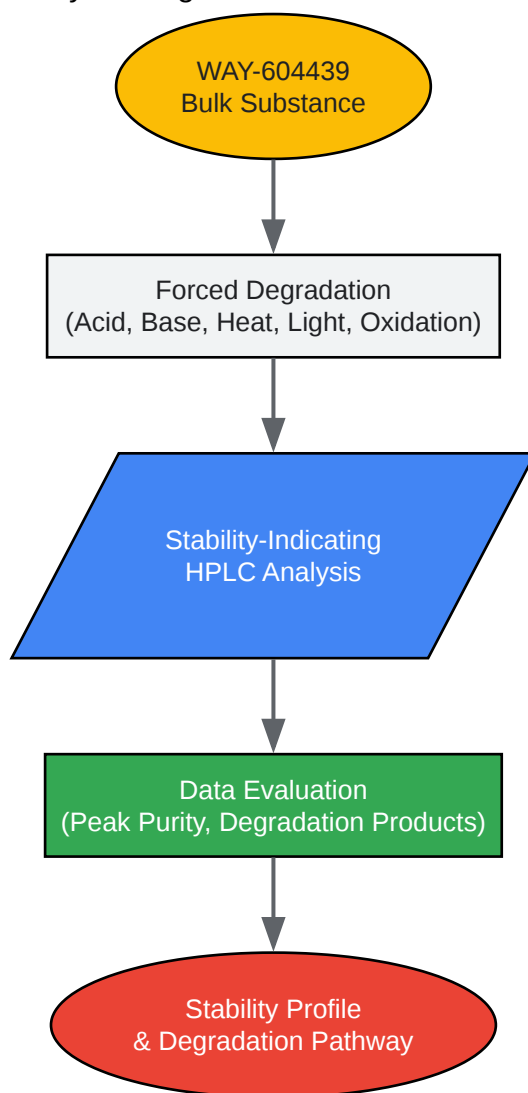 WAY-604439
Bulk Substance
Forced Degradation
(Acid, Base, Heat, Light, Oxidation)
Stability-Indicating
HPLC Analysis
Data Evaluation
(Peak Purity, Degradation Products)
Stability Profile
& Degradation Pathway